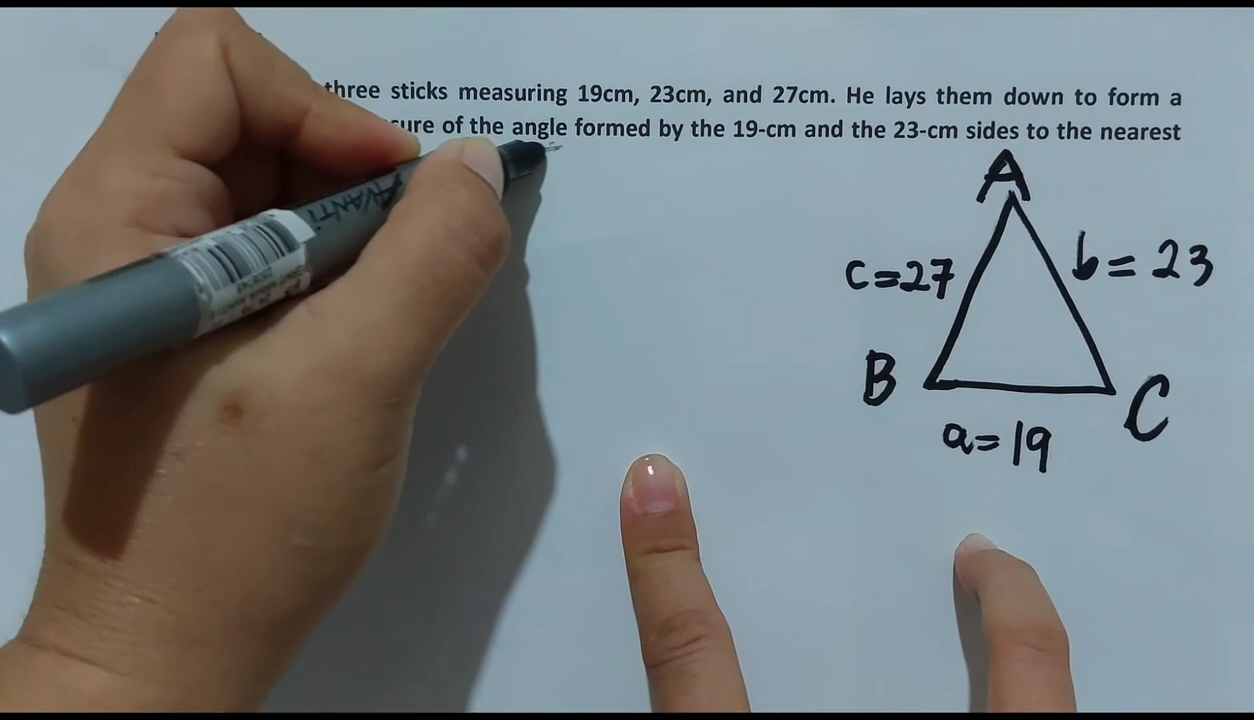 three sticks measuring 19cm, 23cm, and 27cm. He lays them down to form a
of the angle formed by the 19-cm and the 23-cm sides to the nearest
A
c=27
b=23
B
C
a=19
AVANTI